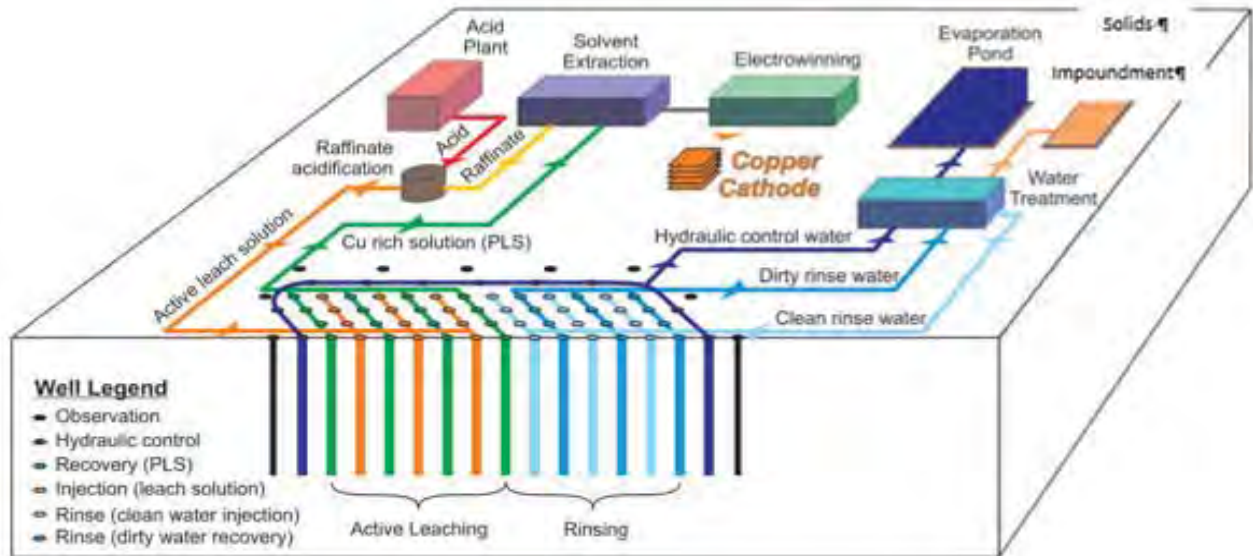 Acid
Plant
Solvent
Extraction
Electrowinning
Evaporation
Pond
Solids ¶
Impoundment¶
Raffinate
acidification
Acid
Raffinate
Copper
Cathode
Water
Treatment
Active leach solution
Cu rich solution (PLS)
Hydraulic control water
Dirty rinse water
Clean rinse water
Well Legend
Observation
Hydraulic control
Recovery (PLS)
Injection (leach solution)
Rinse (clean water injection)
Rinse (dirty water recovery)
Active Leaching
Rinsing